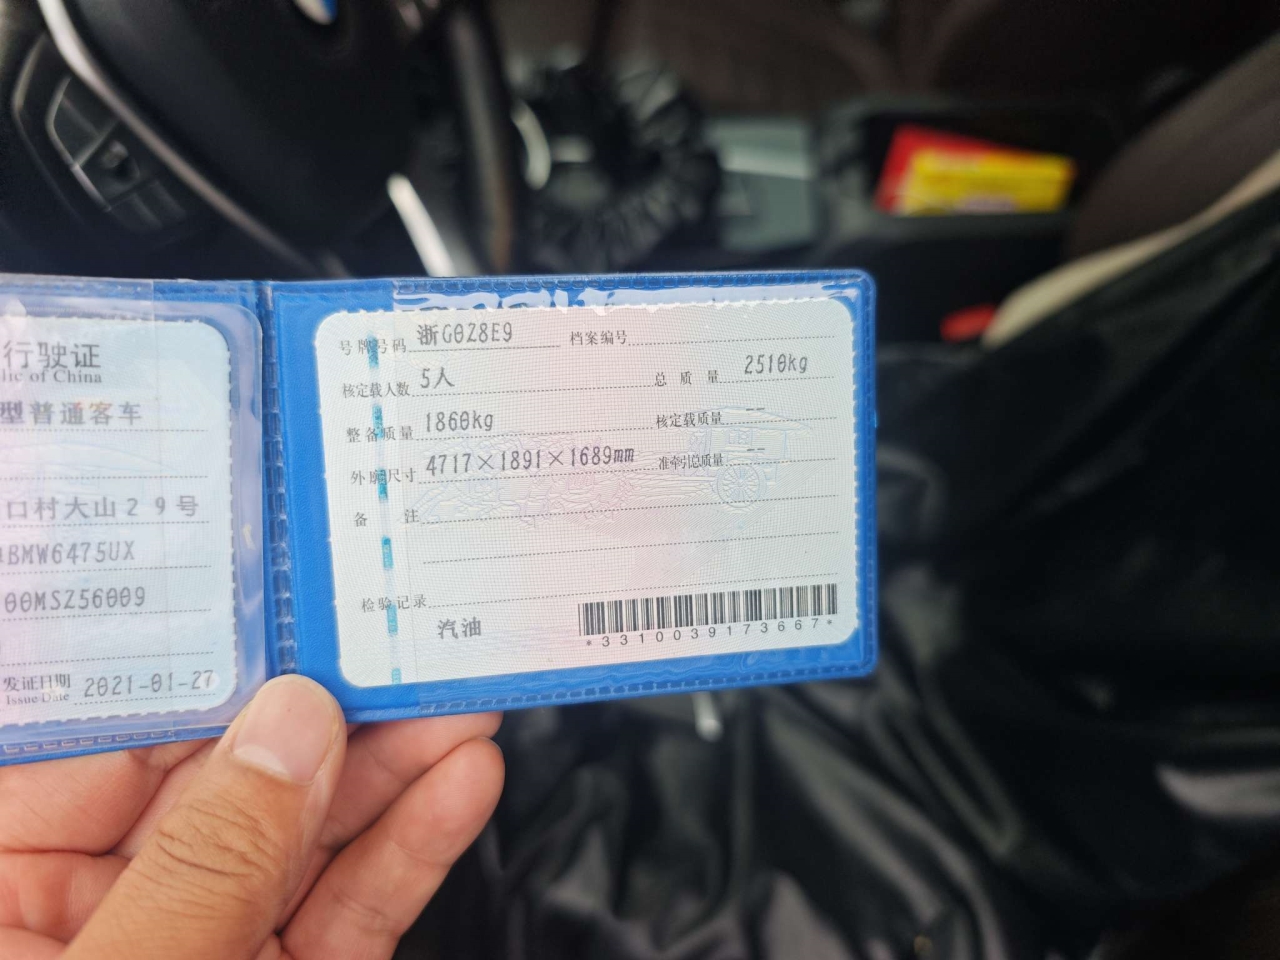 行驶证
lic of China
型普通客车
口村大山29号
BMW6475UX
00MSZ56009
发证日期 2021-01-27
Issue Date
号牌号码 浙G028E9 档案编号
核定载人数 5人 总质量 2510kg
整备质量 1860kg 核定载质量 --
外廓尺寸 4717×1891×1689mm 准牵引总质量 --
备注
检验记录
汽油
*3310039173667*